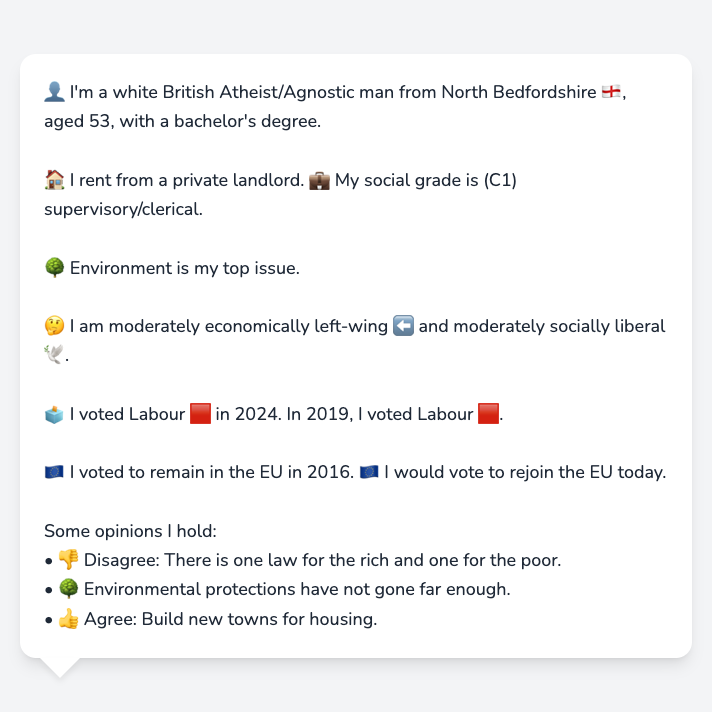 👤 I'm a white British Atheist/Agnostic man from North Bedfordshire 🏴󠁧󠁢󠁥󠁮󠁧󠁿,
aged 53, with a bachelor's degree.
🏠 I rent from a private landlord. 💼 My social grade is (C1)
supervisory/clerical.
🌳 Environment is my top issue.
🤔 I am moderately economically left-wing ⬅️ and moderately socially liberal
🕊️.
🗳️ I voted Labour 🟥 in 2024. In 2019, I voted Labour 🟥.
🇪🇺 I voted to remain in the EU in 2016. 🇪🇺 I would vote to rejoin the EU today.
Some opinions I hold:
• 👎 Disagree: There is one law for the rich and one for the poor.
• 🌳 Environmental protections have not gone far enough.
• 👍 Agree: Build new towns for housing.